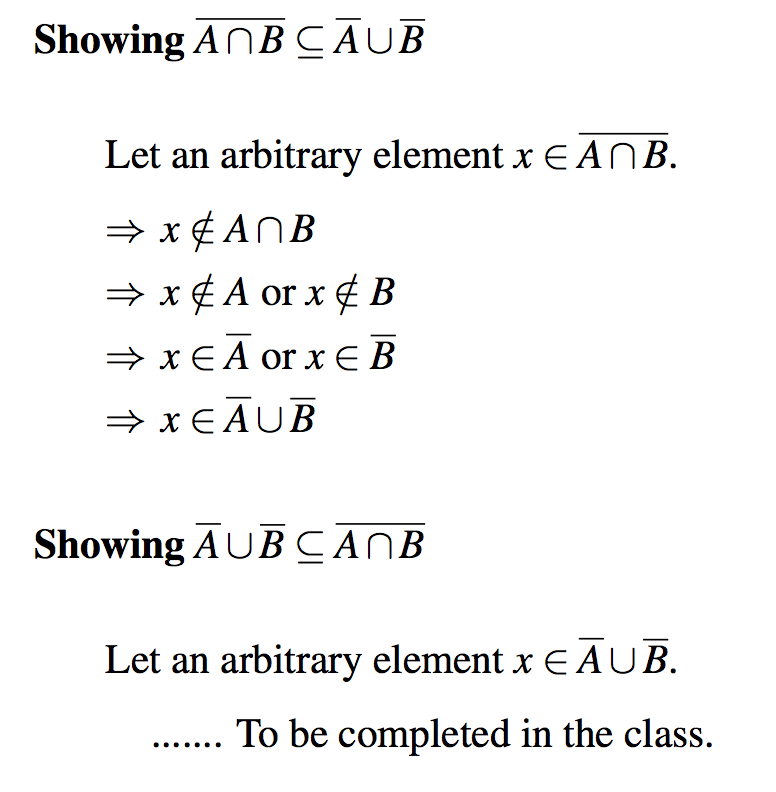 Showing $\overline{A \cap B} \subseteq \overline{A} \cup \overline{B}$
Let an arbitrary element $x \in \overline{A \cap B}$.
$\Rightarrow x \notin A \cap B$
$\Rightarrow x \notin A$ or $x \notin B$
$\Rightarrow x \in \overline{A}$ or $x \in \overline{B}$
$\Rightarrow x \in \overline{A} \cup \overline{B}$
Showing $\overline{A} \cup \overline{B} \subseteq \overline{A \cap B}$
Let an arbitrary element $x \in \overline{A} \cup \overline{B}$.
....... To be completed in the class.